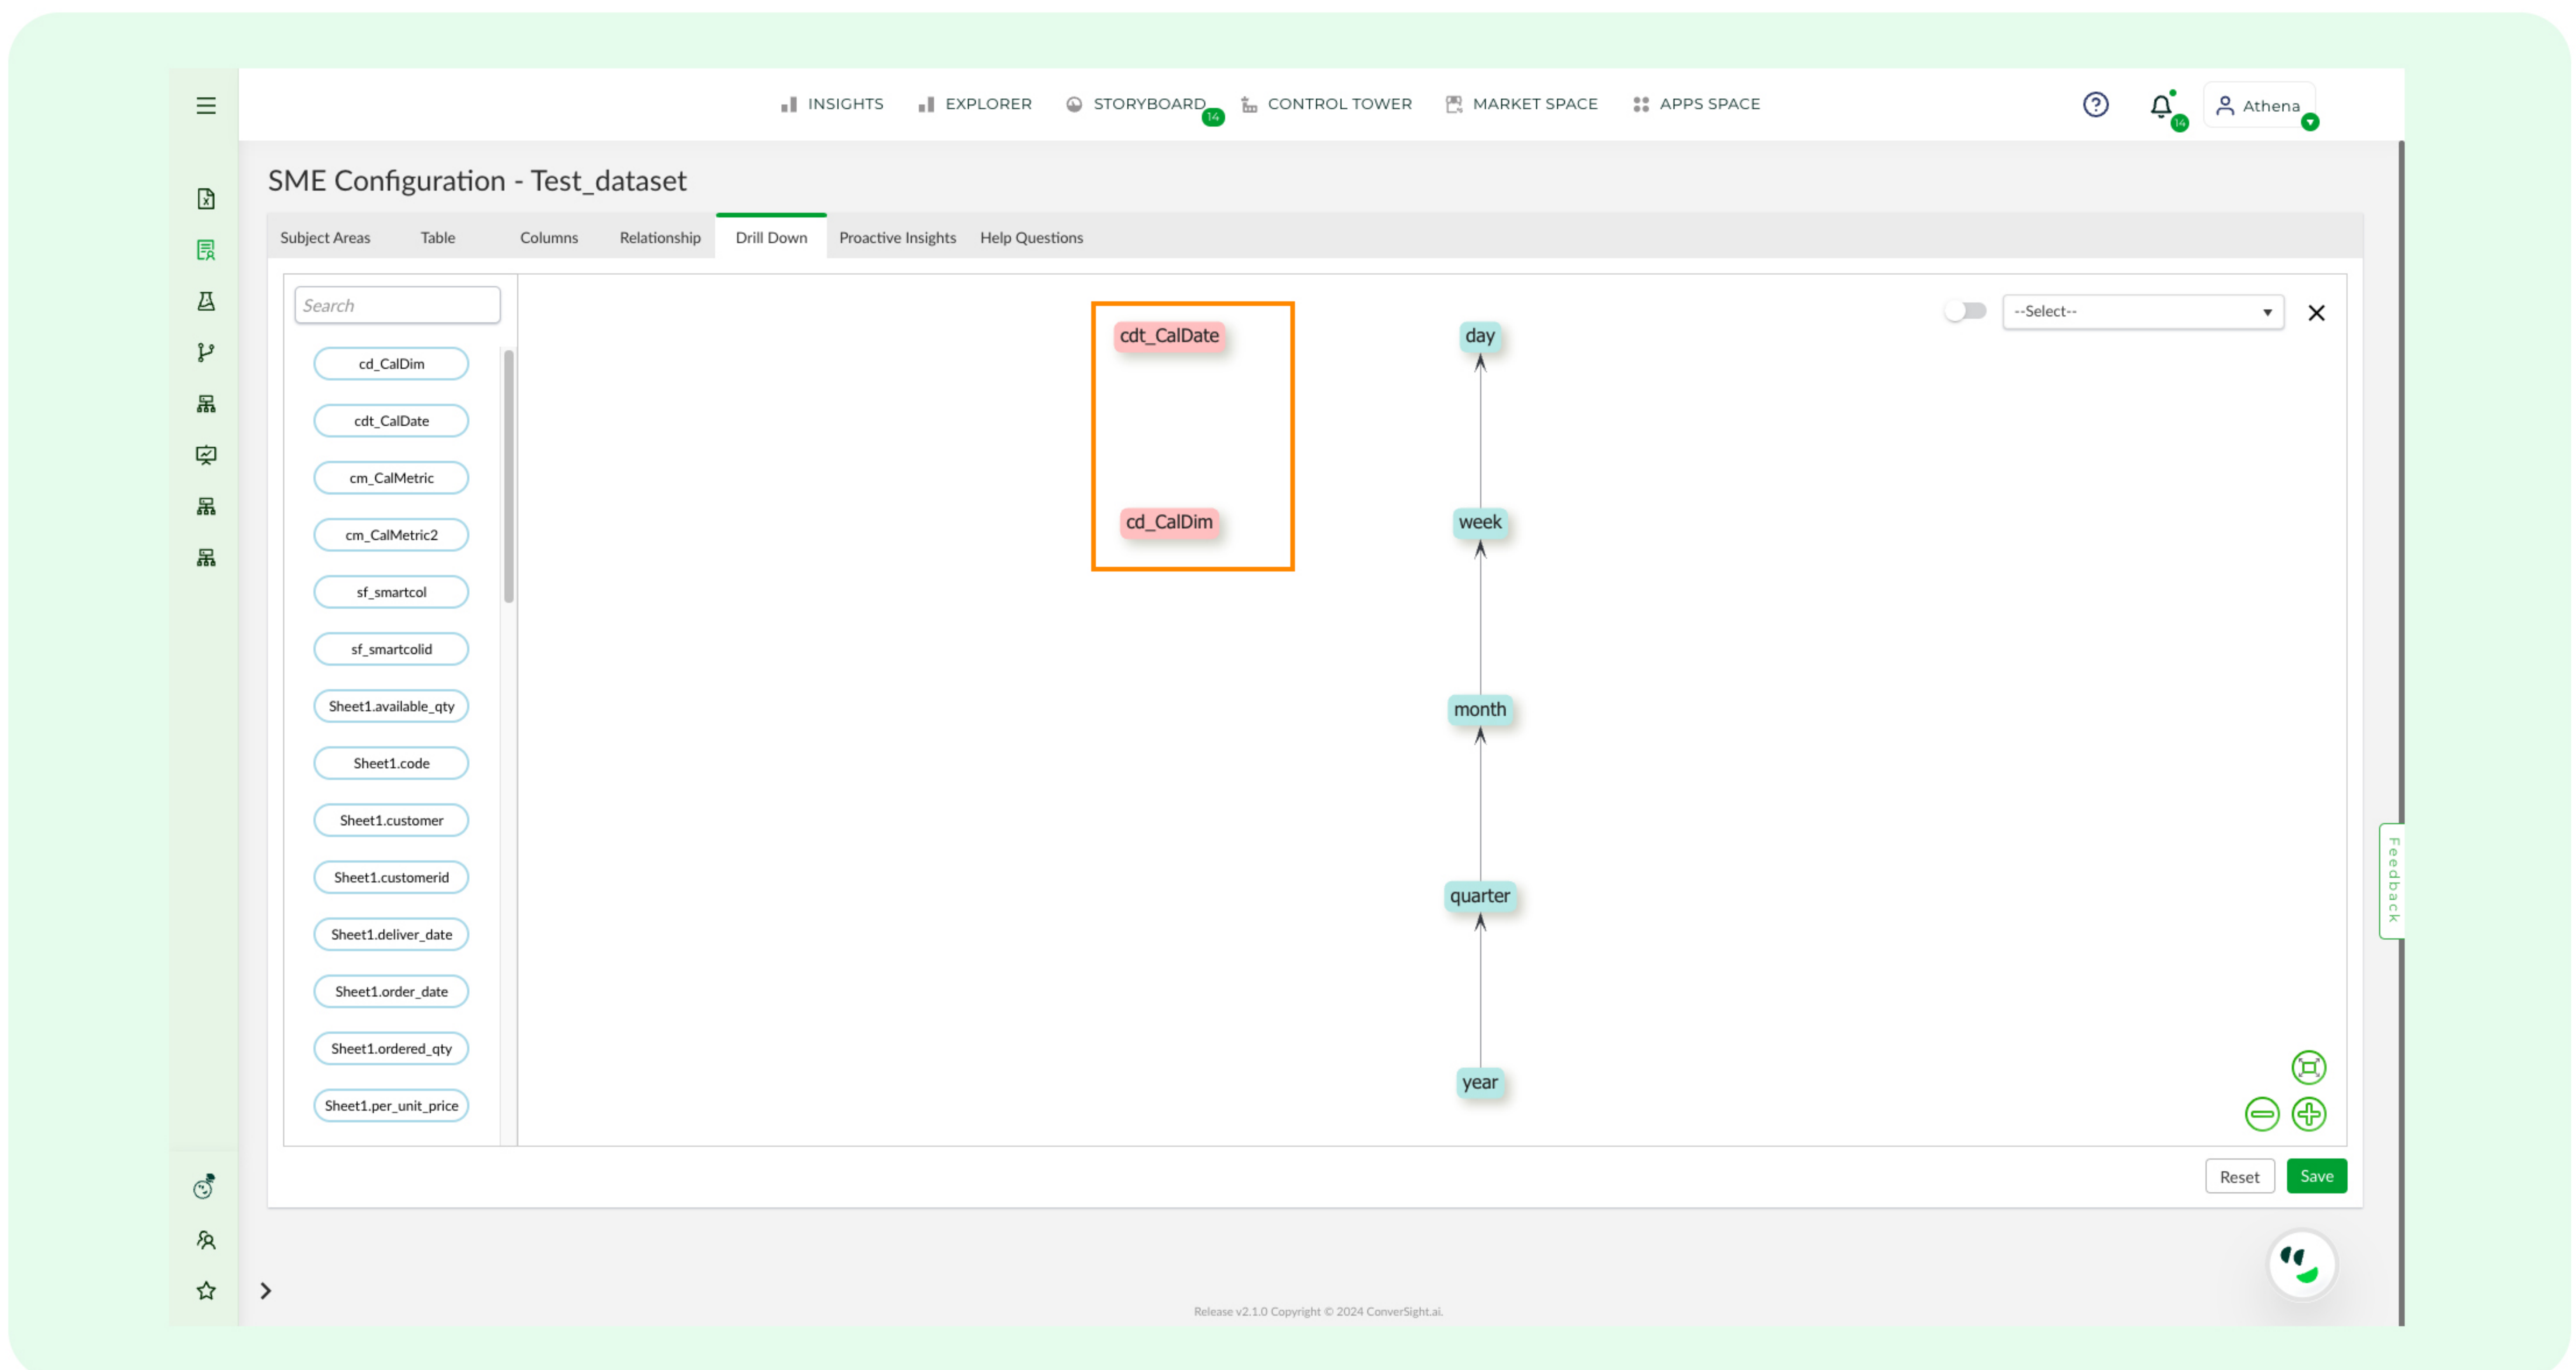 INSIGHTS
EXPLORER
STORYBOARD
14
CONTROL TOWER
MARKET SPACE
APPS SPACE
14
Athena
SME Configuration - Test_dataset
Subject Areas
Table
Columns
Relationship
Drill Down
Proactive Insights
Help Questions
Search
cd_CalDim
cdt_CalDate
cm_CalMetric
cm_CalMetric2
sf_smartcol
sf_smartcolid
Sheet1.available_qty
Sheet1.code
Sheet1.customer
Sheet1.customerid
Sheet1.deliver_date
Sheet1.order_date
Sheet1.ordered_qty
Sheet1.per_unit_price
cdt_CalDate
cd_CalDim
day
week
month
quarter
year
--Select--
Feedback
Reset
Save
Release v2.1.0 Copyright © 2024 ConverSight.ai.